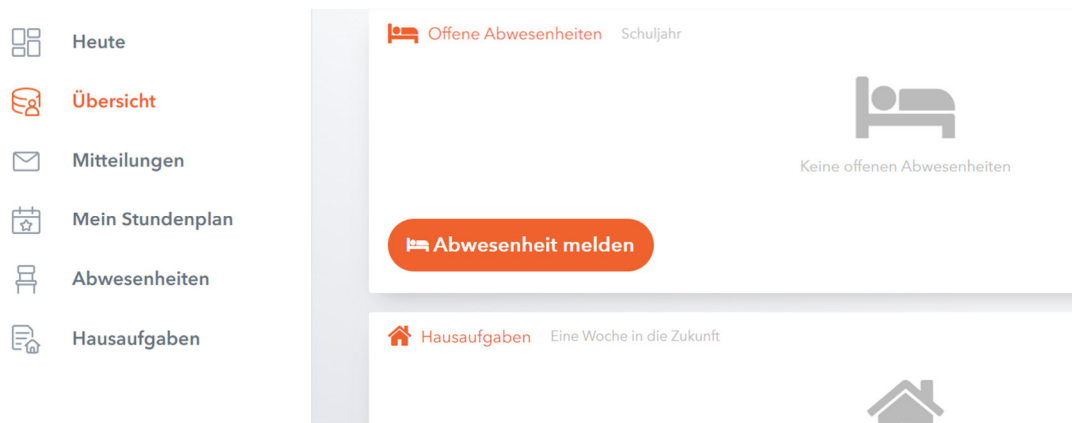 Heute
Übersicht
Mitteilungen
Mein Stundenplan
Abwesenheiten
Hausaufgaben
Offene Abwesenheiten Schuljahr
Keine offenen Abwesenheiten
Abwesenheit melden
Hausaufgaben Eine Woche in die Zukunft